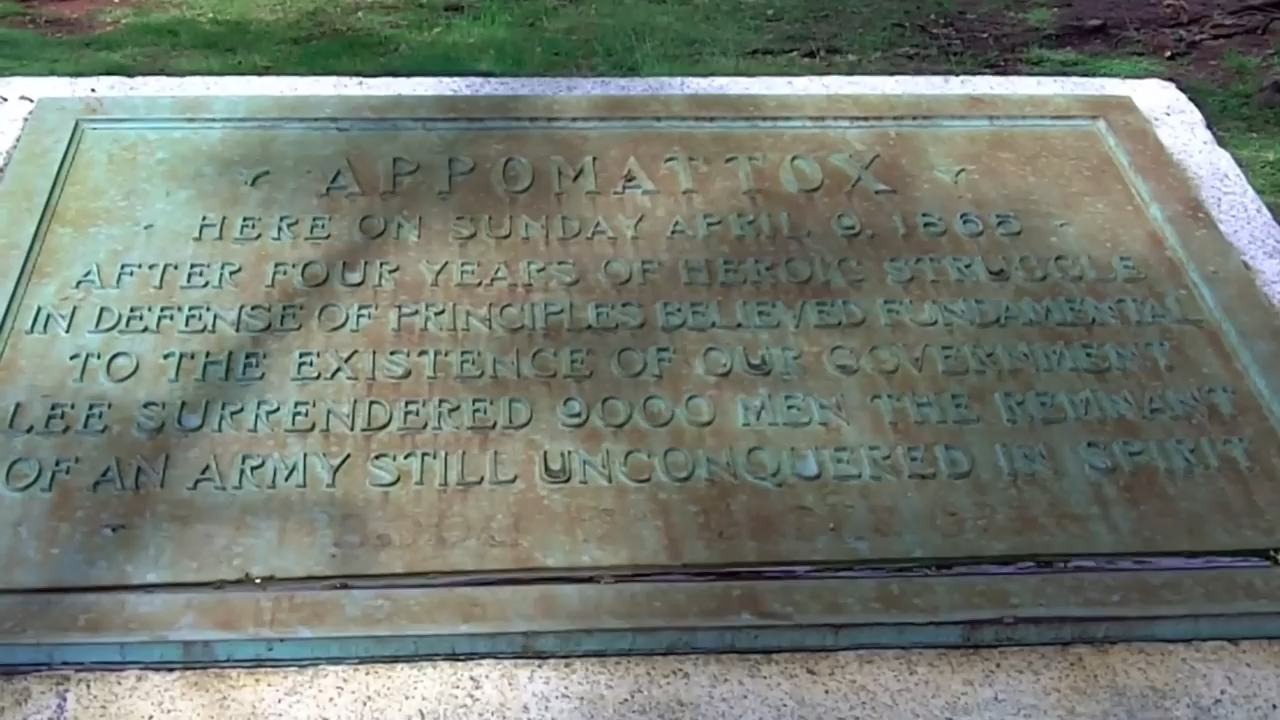 APPOMATTOX
HERE ON SUNDAY APRIL 9, 1865
AFTER FOUR YEARS OF HEROIC STRUGGLE
IN DEFENSE OF PRINCIPLES BELIEVED FUNDAMENTAL
TO THE EXISTENCE OF OUR GOVERNMENT
LEE SURRENDERED 9000 MEN THE REMNANT
OF AN ARMY STILL UNCONQUERED IN SPIRIT